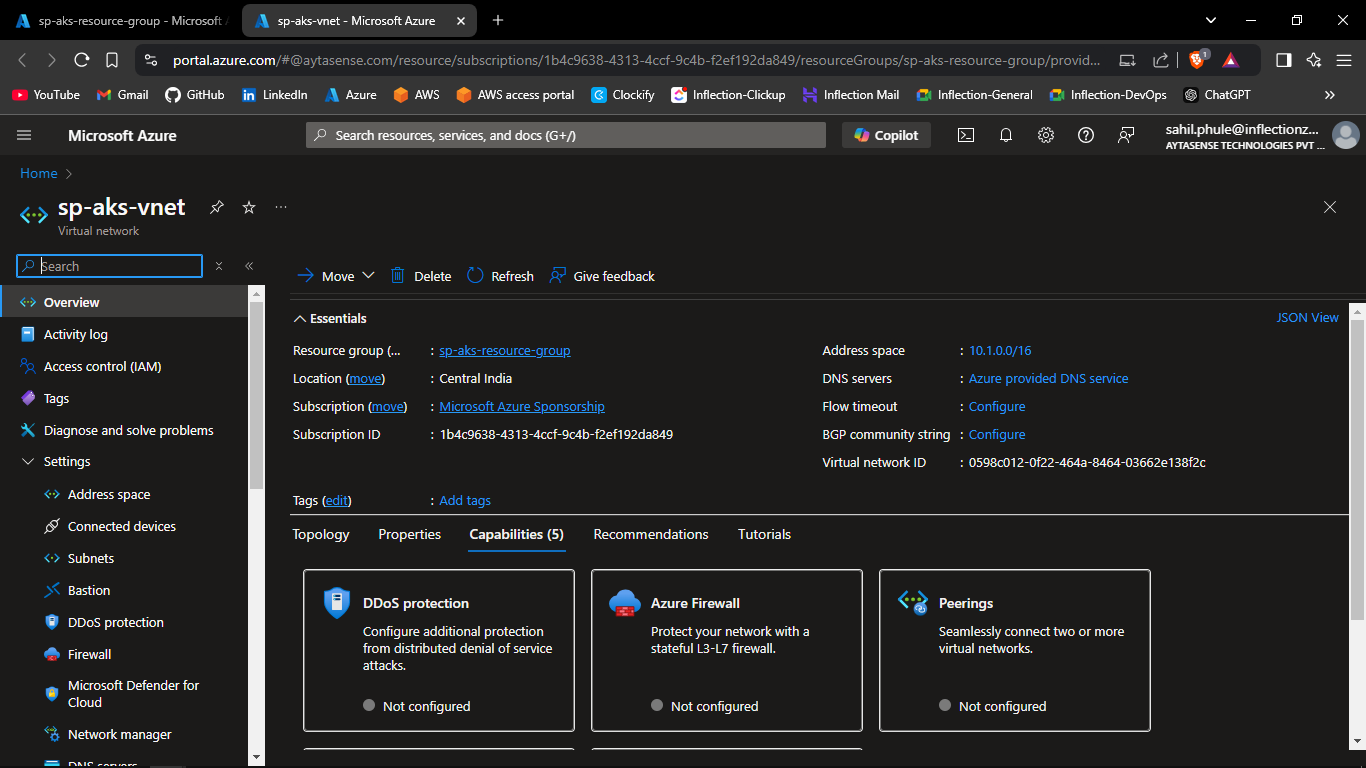 sp-aks-resource-group - Microsoft
sp-aks-vnet - Microsoft Azure
portal.azure.com/#@aytasense.com/resource/subscriptions/1b4c9638-4313-4ccf-9c4b-f2ef192da849/resourceGroups/sp-aks-resource-group/provid...
1
YouTube
Gmail
GitHub
LinkedIn
Azure
AWS
AWS access portal
Clockify
Inflection-Clickup
Inflection Mail
Inflection-General
Inflection-DevOps
ChatGPT
Microsoft Azure
Search resources, services, and docs (G+/)
Copilot
sahil.phule@inflectionz...
AYTASENSE TECHNOLOGIES PVT ...
Home
sp-aks-vnet
Virtual network
Search
Move
Delete
Refresh
Give feedback
Overview
Activity log
Access control (IAM)
Tags
Diagnose and solve problems
Settings
Address space
Connected devices
Subnets
Bastion
DDoS protection
Firewall
Microsoft Defender for
Cloud
Network manager
DNS servers
Essentials
JSON View
Resource group (... : sp-aks-resource-group
Location (move) : Central India
Subscription (move) : Microsoft Azure Sponsorship
Subscription ID : 1b4c9638-4313-4ccf-9c4b-f2ef192da849
Address space : 10.1.0.0/16
DNS servers : Azure provided DNS service
Flow timeout : Configure
BGP community string : Configure
Virtual network ID : 0598c012-0f22-464a-8464-03662e138f2c
Tags (edit) : Add tags
Topology
Properties
Capabilities (5)
Recommendations
Tutorials
DDoS protection
Configure additional protection
from distributed denial of service
attacks.
Not configured
Azure Firewall
Protect your network with a
stateful L3-L7 firewall.
Not configured
Peerings
Seamlessly connect two or more
virtual networks.
Not configured